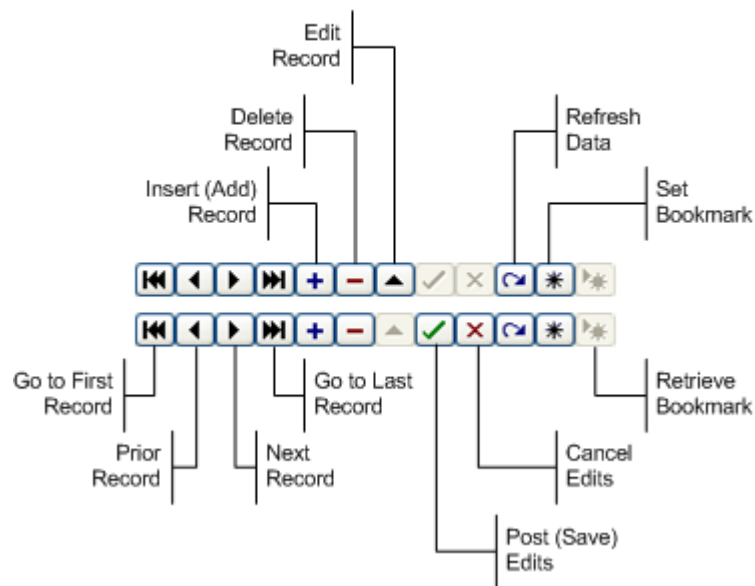 Edit
Record
Delete
Record
Refresh
Data
Insert (Add)
Record
Set
Bookmark
Go to First
Record
Go to Last
Record
Retrieve
Bookmark
Prior
Record
Next
Record
Cancel
Edits
Post (Save)
Edits